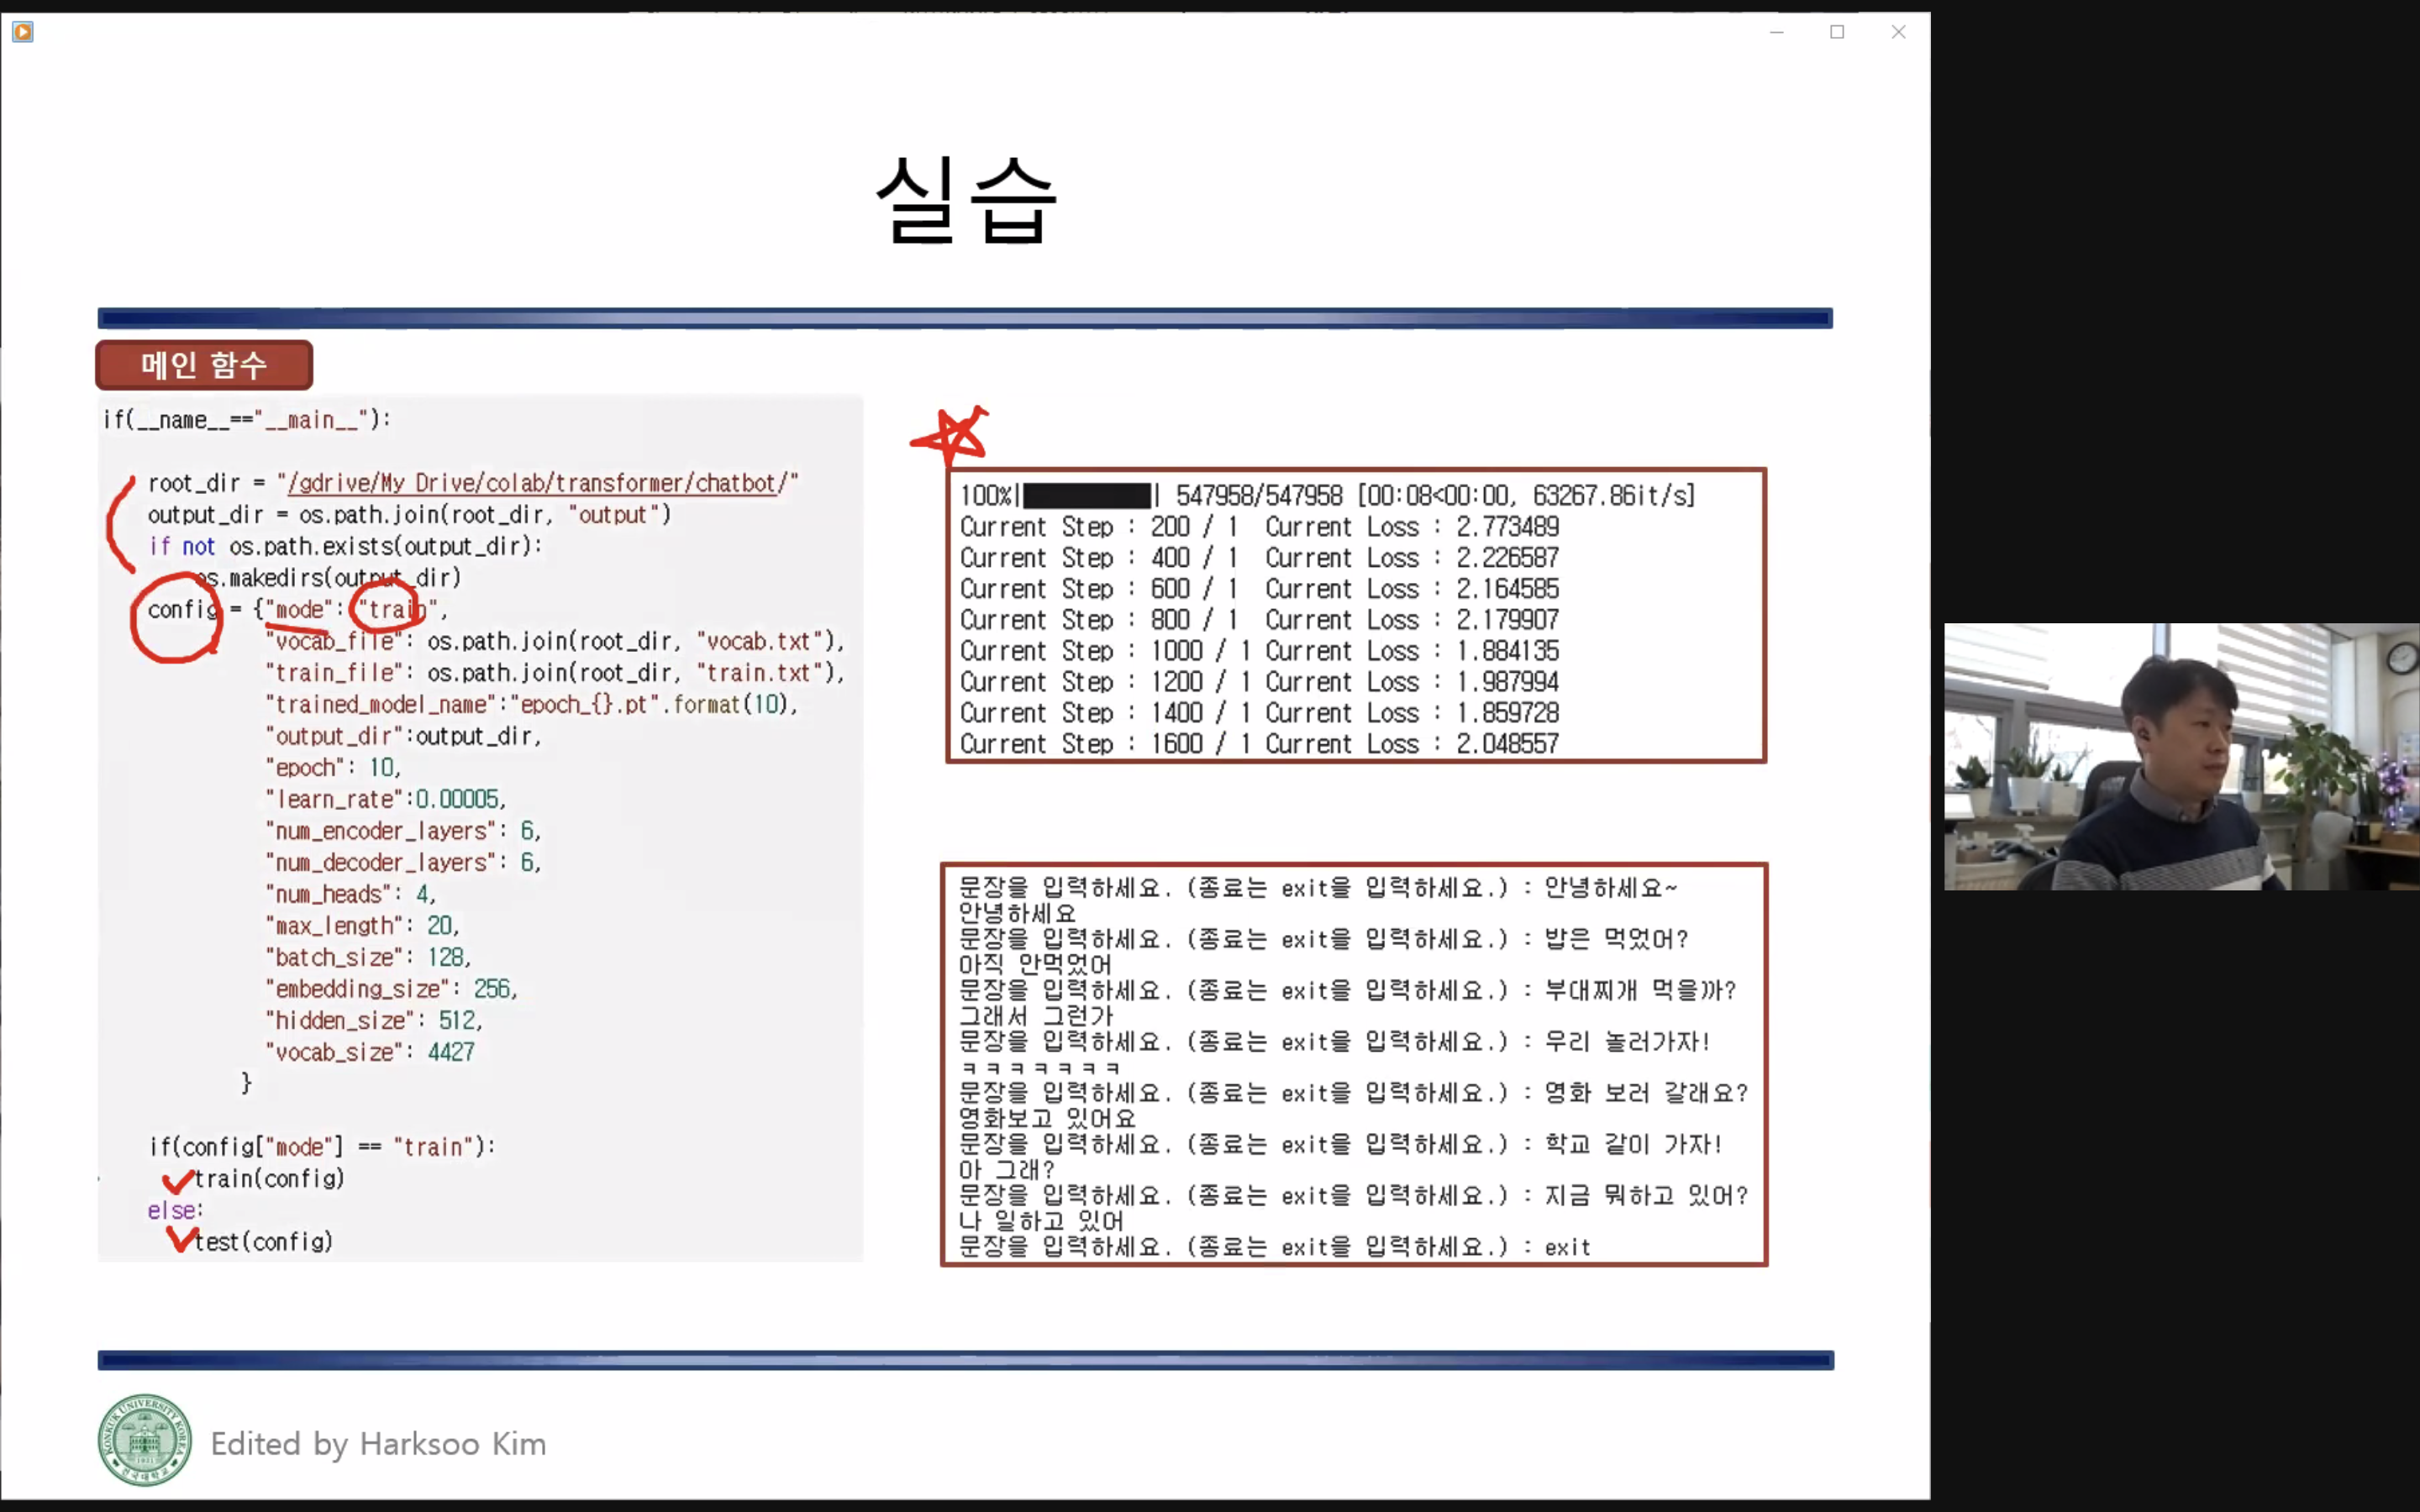 실습
메인 함수
if(__name__=="__main__"):
root_dir = "/gdrive/My Drive/colab/transformer/chatbot/"
output_dir = os.path.join(root_dir, "output")
if not os.path.exists(output_dir):
os.makedirs(output_dir)
config = {"mode": "train",
"vocab_file": os.path.join(root_dir, "vocab.txt"),
"train_file": os.path.join(root_dir, "train.txt"),
"trained_model_name":"epoch_{}.pt".format(10),
"output_dir":output_dir,
"epoch": 10,
"learn_rate":0.00005,
"num_encoder_layers": 6,
"num_decoder_layers": 6,
"num_heads": 4,
"max_length": 20,
"batch_size": 128,
"embedding_size": 256,
"hidden_size": 512,
"vocab_size": 4427
}
if(config["mode"] == "train"):
train(config)
else:
test(config)
100%|██████████| 547958/547958 [00:08<00:00, 63267.86it/s]
Current Step : 200 / 1 Current Loss : 2.773489
Current Step : 400 / 1 Current Loss : 2.226587
Current Step : 600 / 1 Current Loss : 2.164585
Current Step : 800 / 1 Current Loss : 2.179907
Current Step : 1000 / 1 Current Loss : 1.884135
Current Step : 1200 / 1 Current Loss : 1.987994
Current Step : 1400 / 1 Current Loss : 1.859728
Current Step : 1600 / 1 Current Loss : 2.048557
문장을 입력하세요. (종료는 exit을 입력하세요.) : 안녕하세요~
안녕하세요
문장을 입력하세요. (종료는 exit을 입력하세요.) : 밥은 먹었어?
아직 안먹었어
문장을 입력하세요. (종료는 exit을 입력하세요.) : 부대찌개 먹을까?
그래서 그런가
문장을 입력하세요. (종료는 exit을 입력하세요.) : 우리 놀러가자!
ㅋㅋㅋㅋㅋㅋㅋ
문장을 입력하세요. (종료는 exit을 입력하세요.) : 영화 보러 갈래요?
영화보고 있어요
문장을 입력하세요. (종료는 exit을 입력하세요.) : 학교 같이 가자!
아 그래?
문장을 입력하세요. (종료는 exit을 입력하세요.) : 지금 뭐하고 있어?
나 일하고 있어
문장을 입력하세요. (종료는 exit을 입력하세요.) : exit
KONKUK UNIVERSITY KOREA
1931
건국대학교
Edited by Harksoo Kim